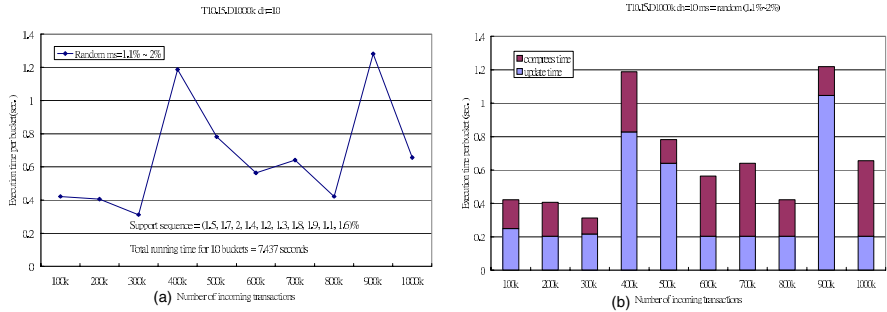 T10.I5.D1000k dh=10
1.4
1.2
1
0.8
0.6
0.4
0.2
0
Execution time per bucket(sec.)
Random ms=1.1% ~ 2%
Support sequence = (1.5, 1.7, 2, 1.4, 1.2, 1.3, 1.8, 1.9, 1.1, 1.6)%
Total running time for 10 buckets = 7.437 seconds
100k 200k 300k 400k 500k 600k 700k 800k 900k 1000k
(a) Number of incoming transactions
T10.I5.D1000k dh=10 ms = random (1.1%~2%)
1.4
1.2
1
0.8
0.6
0.4
0.2
0
Execution time per bucket (sec. )
comprees time
update time
100k 200k 300k 400k 500k 600k 700k 800k 900k 1000k
(b) Number of incoming transactions